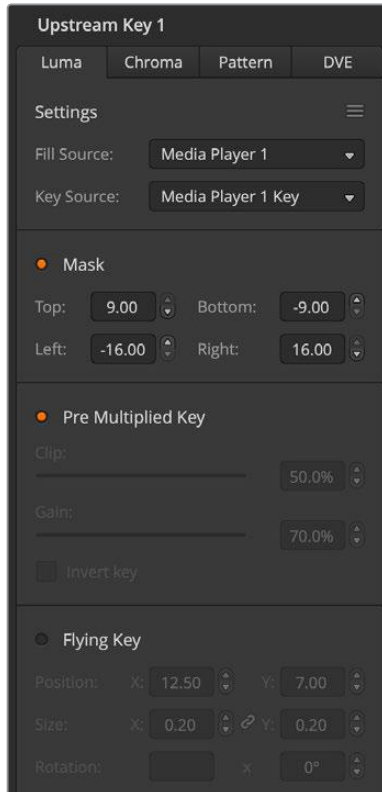 Upstream Key 1
Luma Chroma Pattern DVE
Settings
Fill Source: Media Player 1
Key Source: Media Player 1 Key
Mask
Top: 9.00 Bottom: -9.00
Left: -16.00 Right: 16.00
Pre Multiplied Key
Clip:
50.0%
Gain:
70.0%
Invert key
Flying Key
Position: X: 12.50 Y: 7.00
Size: X: 0.20 Y: 0.20
Rotation: x 0°